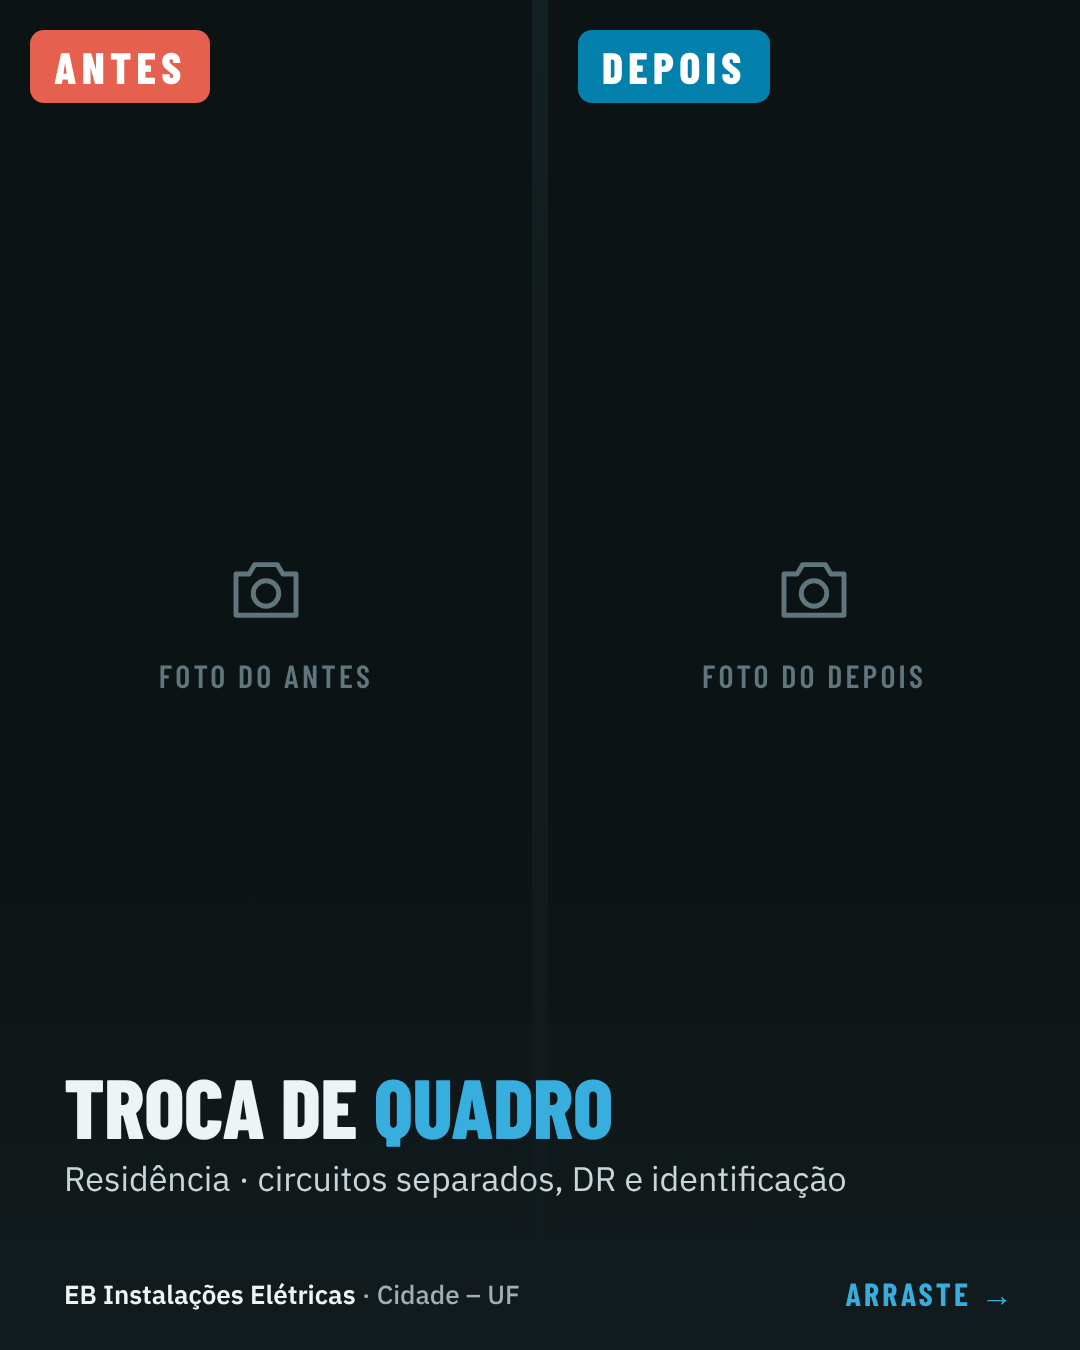 ANTES
DEPOIS
FOTO DO ANTES
FOTO DO DEPOIS
TROCA DE QUADRO
Residência · circuitos separados, DR e identificação
EB Instalações Elétricas · Cidade – UF
ARRASTE →